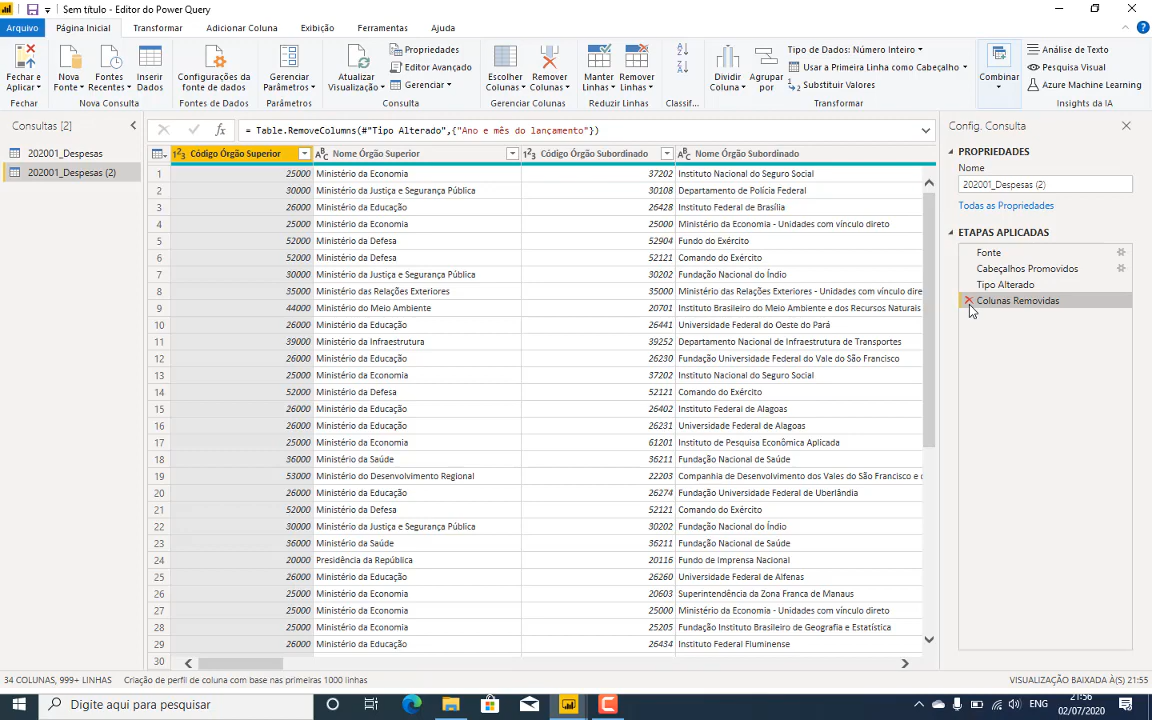 Sem título - Editor do Power Query
Arquivo Página Inicial Transformar Adicionar Coluna Exibição Ferramentas Ajuda
Fechar e Aplicar
Fechar
Nova Fonte
Fontes Recentes
Inserir Dados
Nova Consulta
Configurações da fonte de dados
Fontes de Dados
Gerenciar Parâmetros
Parâmetros
Atualizar Visualização
Propriedades
Editor Avançado
Gerenciar
Consulta
Escolher Colunas
Remover Colunas
Gerenciar Colunas
Manter Linhas
Remover Linhas
Reduzir Linhas
Classif...
Dividir Coluna
Agrupar por
Tipo de Dados: Número Inteiro
Usar a Primeira Linha como Cabeçalho
Substituir Valores
Transformar
Combinar
Análise de Texto
Pesquisa Visual
Azure Machine Learning
Insights da IA
Consultas [2]
202001_Despesas
202001_Despesas (2)
= Table.RemoveColumns(#"Tipo Alterado",{"Ano e mês do lançamento"})
Código Órgão Superior Nome Órgão Superior Código Órgão Subordinado Nome Órgão Subordinado
1 25000 Ministério da Economia 37202 Instituto Nacional do Seguro Social
2 30000 Ministério da Justiça e Segurança Pública 30108 Departamento de Polícia Federal
3 26000 Ministério da Educação 26428 Instituto Federal de Brasília
4 25000 Ministério da Economia 25000 Ministério da Economia - Unidades com vínculo direto
5 52000 Ministério da Defesa 52904 Fundo do Exército
6 52000 Ministério da Defesa 52121 Comando do Exército
7 30000 Ministério da Justiça e Segurança Pública 30202 Fundação Nacional do Índio
8 35000 Ministério das Relações Exteriores 35000 Ministério das Relações Exteriores - Unidades com vínculo dire
9 44000 Ministério do Meio Ambiente 20701 Instituto Brasileiro do Meio Ambiente e dos Recursos Naturais
10 26000 Ministério da Educação 26441 Universidade Federal do Oeste do Pará
11 39000 Ministério da Infraestrutura 39252 Departamento Nacional de Infraestrutura de Transportes
12 26000 Ministério da Educação 26230 Fundação Universidade Federal do Vale do São Francisco
13 25000 Ministério da Economia 37202 Instituto Nacional do Seguro Social
14 52000 Ministério da Defesa 52121 Comando do Exército
15 26000 Ministério da Educação 26402 Instituto Federal de Alagoas
16 26000 Ministério da Educação 26231 Universidade Federal de Alagoas
17 25000 Ministério da Economia 61201 Instituto de Pesquisa Econômica Aplicada
18 36000 Ministério da Saúde 36211 Fundação Nacional de Saúde
19 53000 Ministério do Desenvolvimento Regional 22203 Companhia de Desenvolvimento dos Vales do São Francisco e
20 26000 Ministério da Educação 26274 Fundação Universidade Federal de Uberlândia
21 52000 Ministério da Defesa 52121 Comando do Exército
22 30000 Ministério da Justiça e Segurança Pública 30202 Fundação Nacional do Índio
23 36000 Ministério da Saúde 36211 Fundação Nacional de Saúde
24 20000 Presidência da República 20116 Fundo de Imprensa Nacional
25 26000 Ministério da Educação 26260 Universidade Federal de Alfenas
26 25000 Ministério da Economia 20603 Superintendência da Zona Franca de Manaus
27 25000 Ministério da Economia 25000 Ministério da Economia - Unidades com vínculo direto
28 25000 Ministério da Economia 25205 Fundação Instituto Brasileiro de Geografia e Estatística
29 26000 Ministério da Educação 26434 Instituto Federal Fluminense
30
Config. Consulta
PROPRIEDADES
Nome
202001_Despesas (2)
Todas as Propriedades
ETAPAS APLICADAS
Fonte
Cabeçalhos Promovidos
Tipo Alterado
Colunas Removidas
34 COLUNAS, 999+ LINHAS Criação de perfil de coluna com base nas primeiras 1000 linhas VISUALIZAÇÃO BAIXADA À(S) 21:55
Digite aqui para pesquisar
ENG
21:56
02/07/2020